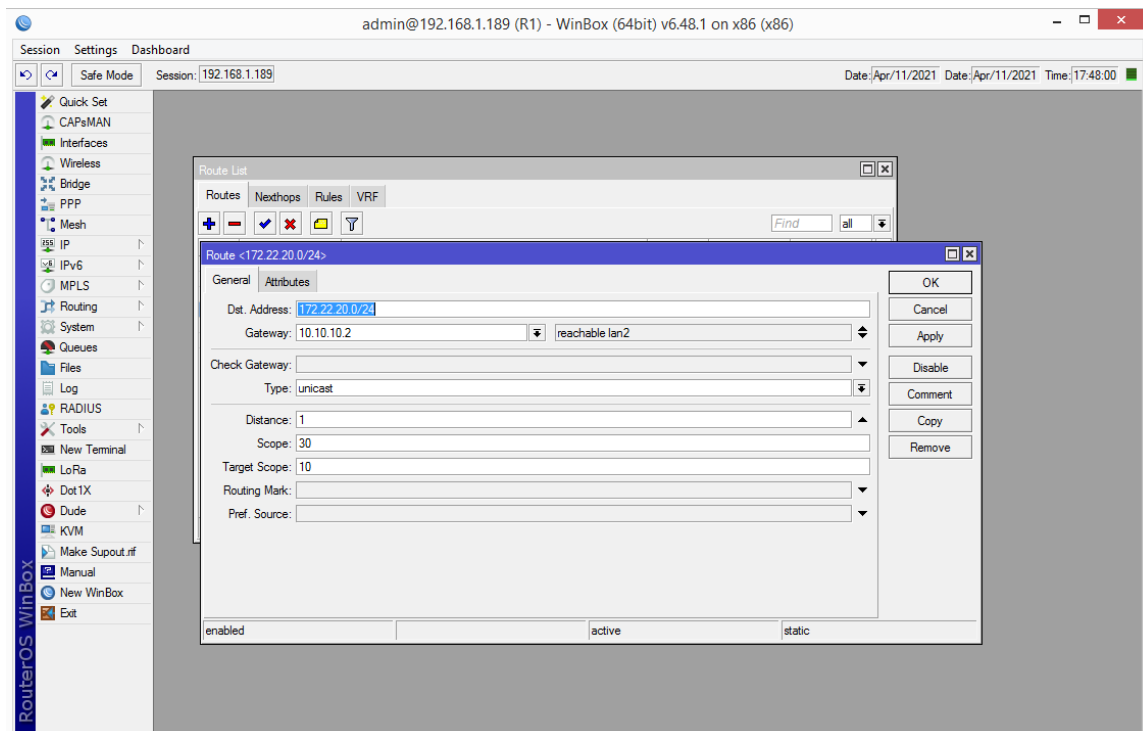 admin@192.168.1.189 (R1) - WinBox (64bit) v6.48.1 on x86 (x86)
Session Settings Dashboard
Safe Mode Session: 192.168.1.189 Date: Apr/11/2021 Date: Apr/11/2021 Time: 17:48:00
Quick Set
CAPsMAN
Interfaces
Wireless
Bridge
PPP
Mesh
IP
IPv6
MPLS
Routing
System
Queues
Files
Log
RADIUS
Tools
New Terminal
LoRa
Dot1X
Dude
KVM
Make Supout.rif
Manual
New WinBox
Exit
RouterOS WinBox
Route List
Routes Nexthops Rules VRF
Find all
Route <172.22.20.0/24>
General Attributes
Dst. Address: 172.22.20.0/24
Gateway: 10.10.10.2 reachable lan2
Check Gateway:
Type: unicast
Distance: 1
Scope: 30
Target Scope: 10
Routing Mark:
Pref. Source:
OK
Cancel
Apply
Disable
Comment
Copy
Remove
enabled active static